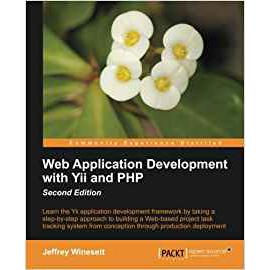 Community Experience Distilled
Web Application Development
with Yii and PHP
Second Edition
Learn the Yii application development framework by taking a
step-by-step approach to building a Web-based project task
tracking system from conception through production deployment
Jeffrey Winesett
PACKT
PUBLISHING